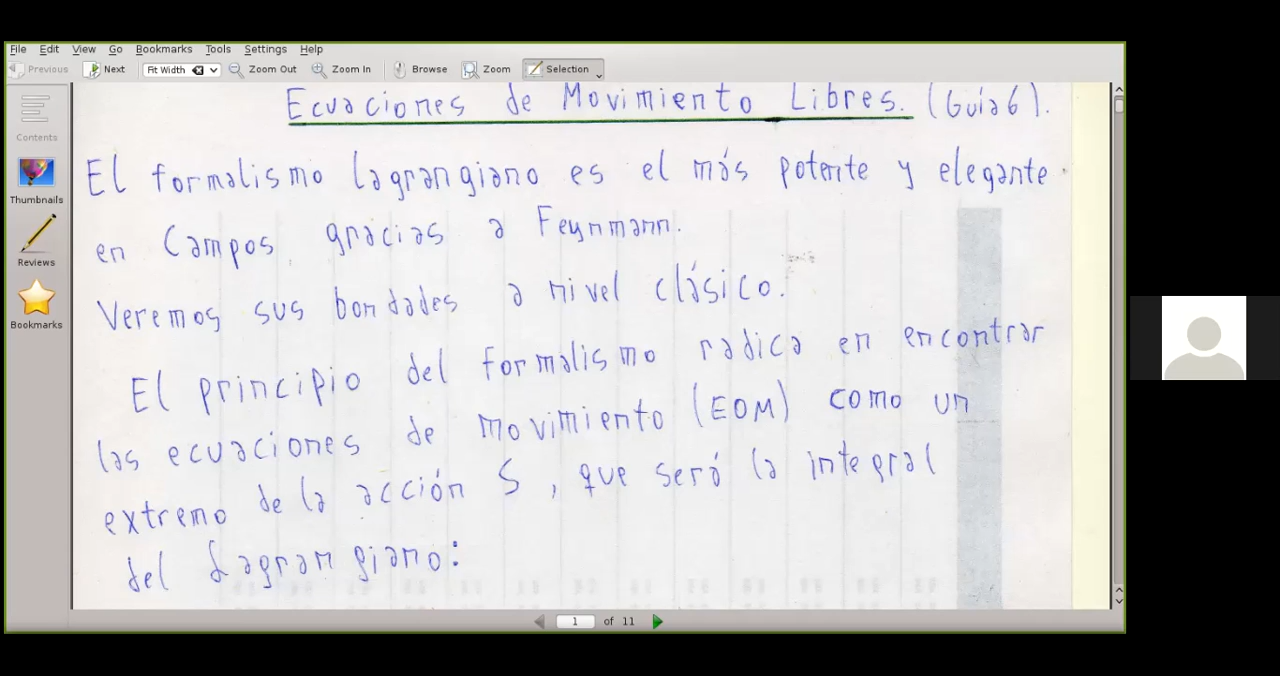 File Edit View Go Bookmarks Tools Settings Help
Previous Next Fit Width Zoom Out Zoom In Browse Zoom Selection
Contents
Thumbnails
Reviews
Bookmarks
Ecuaciones de Movimiento Libres. (Guía 6).
El formalismo lagrangiano es el más potente y elegante
en Campos gracias a Feynmann.
Veremos sus bondades a nivel clásico.
El principio del formalismo radica en encontrar
las ecuaciones de movimiento (EOM) como un
extremo de la acción S, que será la integral
del Lagrangiano:
1 of 11